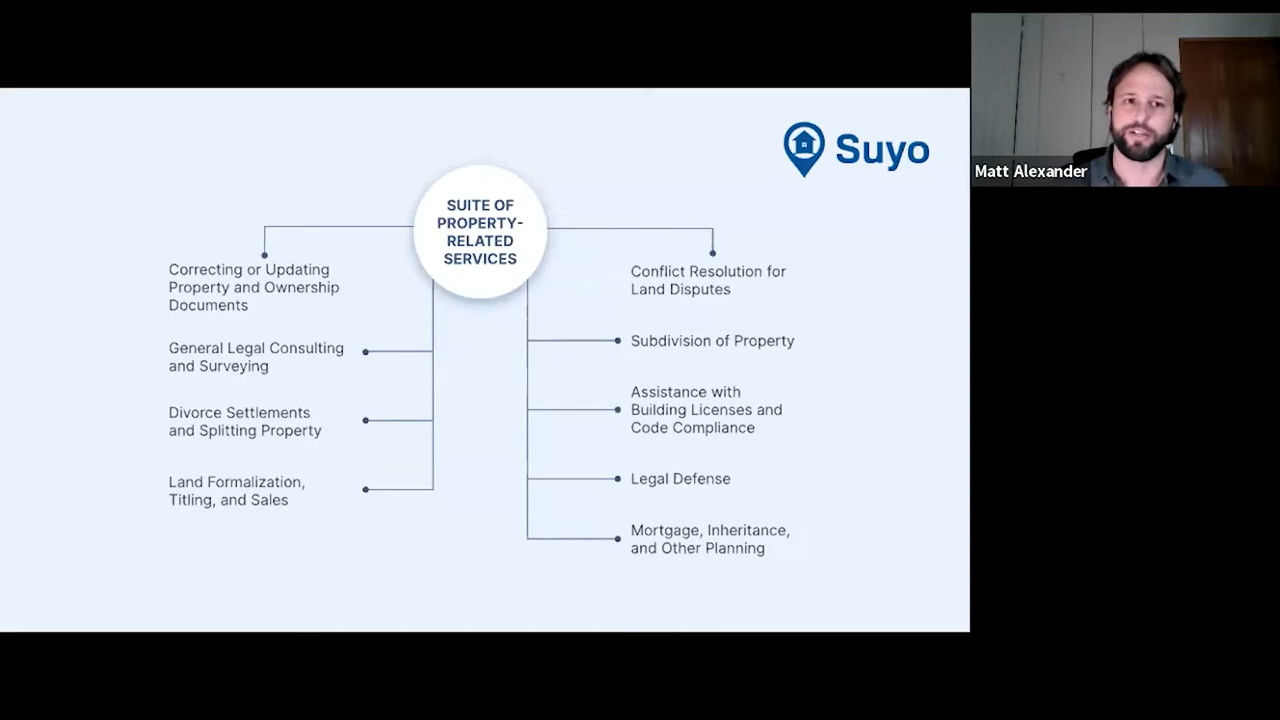 Suyo
Matt Alexander
SUITE OF
PROPERTY-
RELATED
SERVICES
Correcting or Updating
Property and Ownership
Documents
General Legal Consulting
and Surveying
Divorce Settlements
and Splitting Property
Land Formalization,
Titling, and Sales
Conflict Resolution for
Land Disputes
Subdivision of Property
Assistance with
Building Licenses and
Code Compliance
Legal Defense
Mortgage, Inheritance,
and Other Planning